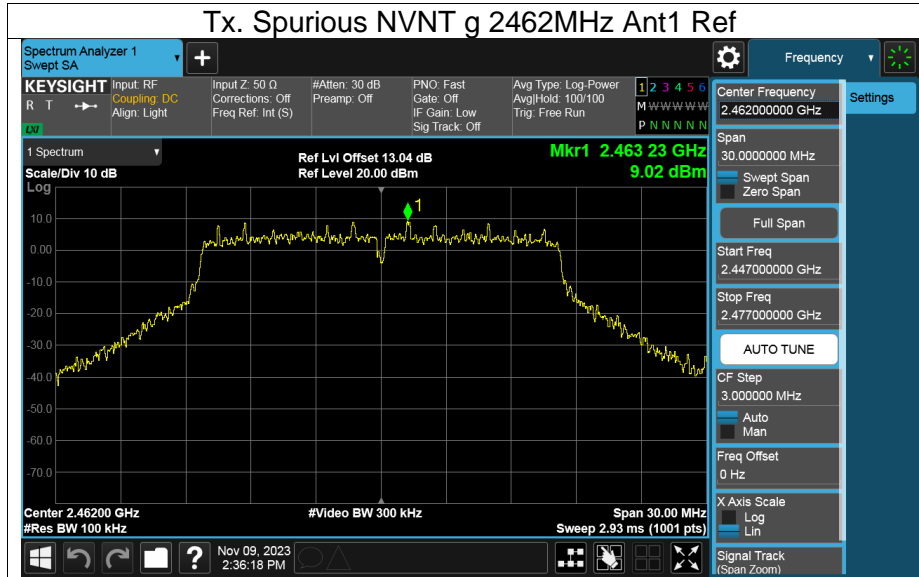 Tx. Spurious NVNT g 2462MHz Ant1 Ref
Spectrum Analyzer 1
Swept SA
Frequency
KEYSIGHT
R T
LXI
Input: RF
Coupling: DC
Align: Light
Input Z: 50 Ω
Corrections: Off
Freq Ref: Int (S)
#Atten: 30 dB
Preamp: Off
PNO: Fast
Gate: Off
IF Gain: Low
Sig Track: Off
Avg Type: Log-Power
Avg|Hold: 100/100
Trig: Free Run
1 2 3 4 5 6
M W W W W W
P N N N N N
Center Frequency
2.462000000 GHz
Settings
1 Spectrum
Scale/Div 10 dB
Log
Ref Lvl Offset 13.04 dB
Ref Level 20.00 dBm
Mkr1 2.463 23 GHz
9.02 dBm
1
10.0
0.00
-10.0
-20.0
-30.0
-40.0
-50.0
-60.0
-70.0
Center 2.46200 GHz
#Res BW 100 kHz
#Video BW 300 kHz
Span 30.00 MHz
Sweep 2.93 ms (1001 pts)
Span
30.0000000 MHz
Swept Span
Zero Span
Full Span
Start Freq
2.447000000 GHz
Stop Freq
2.477000000 GHz
AUTO TUNE
CF Step
3.000000 MHz
Auto
Man
Freq Offset
0 Hz
X Axis Scale
Log
Lin
Signal Track
(Span Zoom)
?
Nov 09, 2023
2:36:18 PM